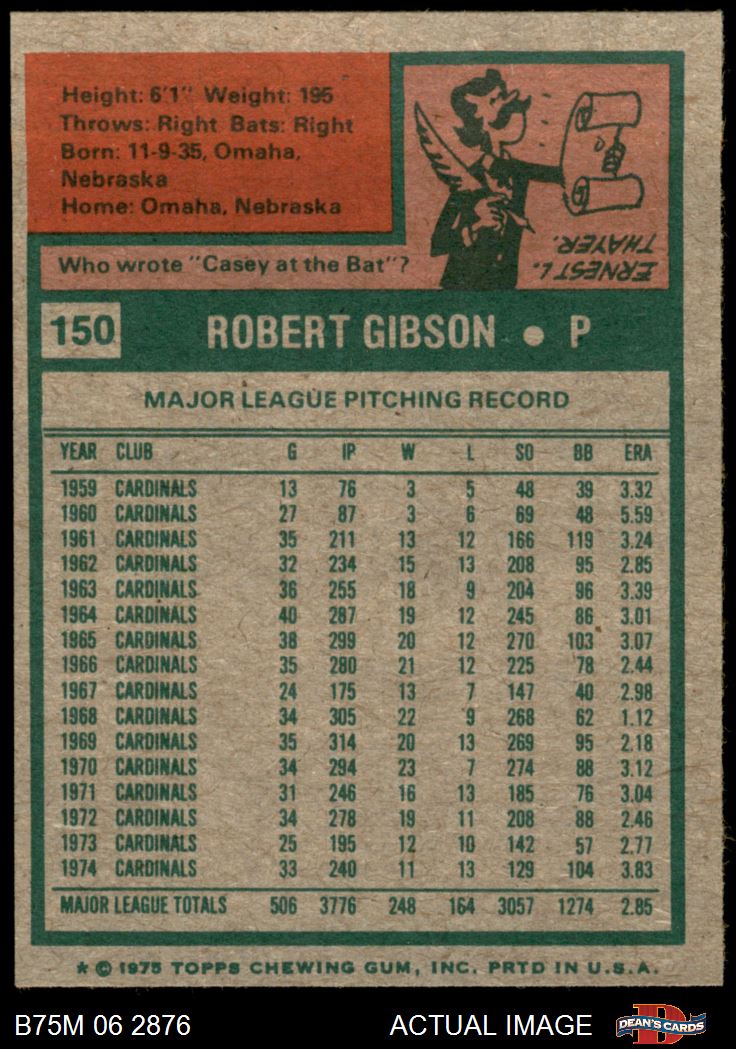 Height: 6'1" Weight: 195
Throws: Right Bats: Right
Born: 11-9-35, Omaha,
Nebraska
Home: Omaha, Nebraska
Who wrote "Casey at the Bat"?
ERNEST L.
THAYER.
150 ROBERT GIBSON ● P
MAJOR LEAGUE PITCHING RECORD
YEAR CLUB G IP W L SO BB ERA
1959 CARDINALS 13 76 3 5 48 39 3.32
1960 CARDINALS 27 87 3 6 69 48 5.59
1961 CARDINALS 35 211 13 12 166 119 3.24
1962 CARDINALS 32 234 15 13 208 95 2.85
1963 CARDINALS 36 255 18 9 204 96 3.39
1964 CARDINALS 40 287 19 12 245 86 3.01
1965 CARDINALS 38 299 20 12 270 103 3.07
1966 CARDINALS 35 280 21 12 225 78 2.44
1967 CARDINALS 24 175 13 7 147 40 2.98
1968 CARDINALS 34 305 22 9 268 62 1.12
1969 CARDINALS 35 314 20 13 269 95 2.18
1970 CARDINALS 34 294 23 7 274 88 3.12
1971 CARDINALS 31 246 16 13 185 76 3.04
1972 CARDINALS 34 278 19 11 208 88 2.46
1973 CARDINALS 25 195 12 10 142 57 2.77
1974 CARDINALS 33 240 11 13 129 104 3.83
MAJOR LEAGUE TOTALS 506 3776 248 164 3057 1274 2.85
* © 1975 TOPPS CHEWING GUM, INC. PRTD IN U.S.A.
B75M 06 2876 ACTUAL IMAGE DEAN'S CARDS